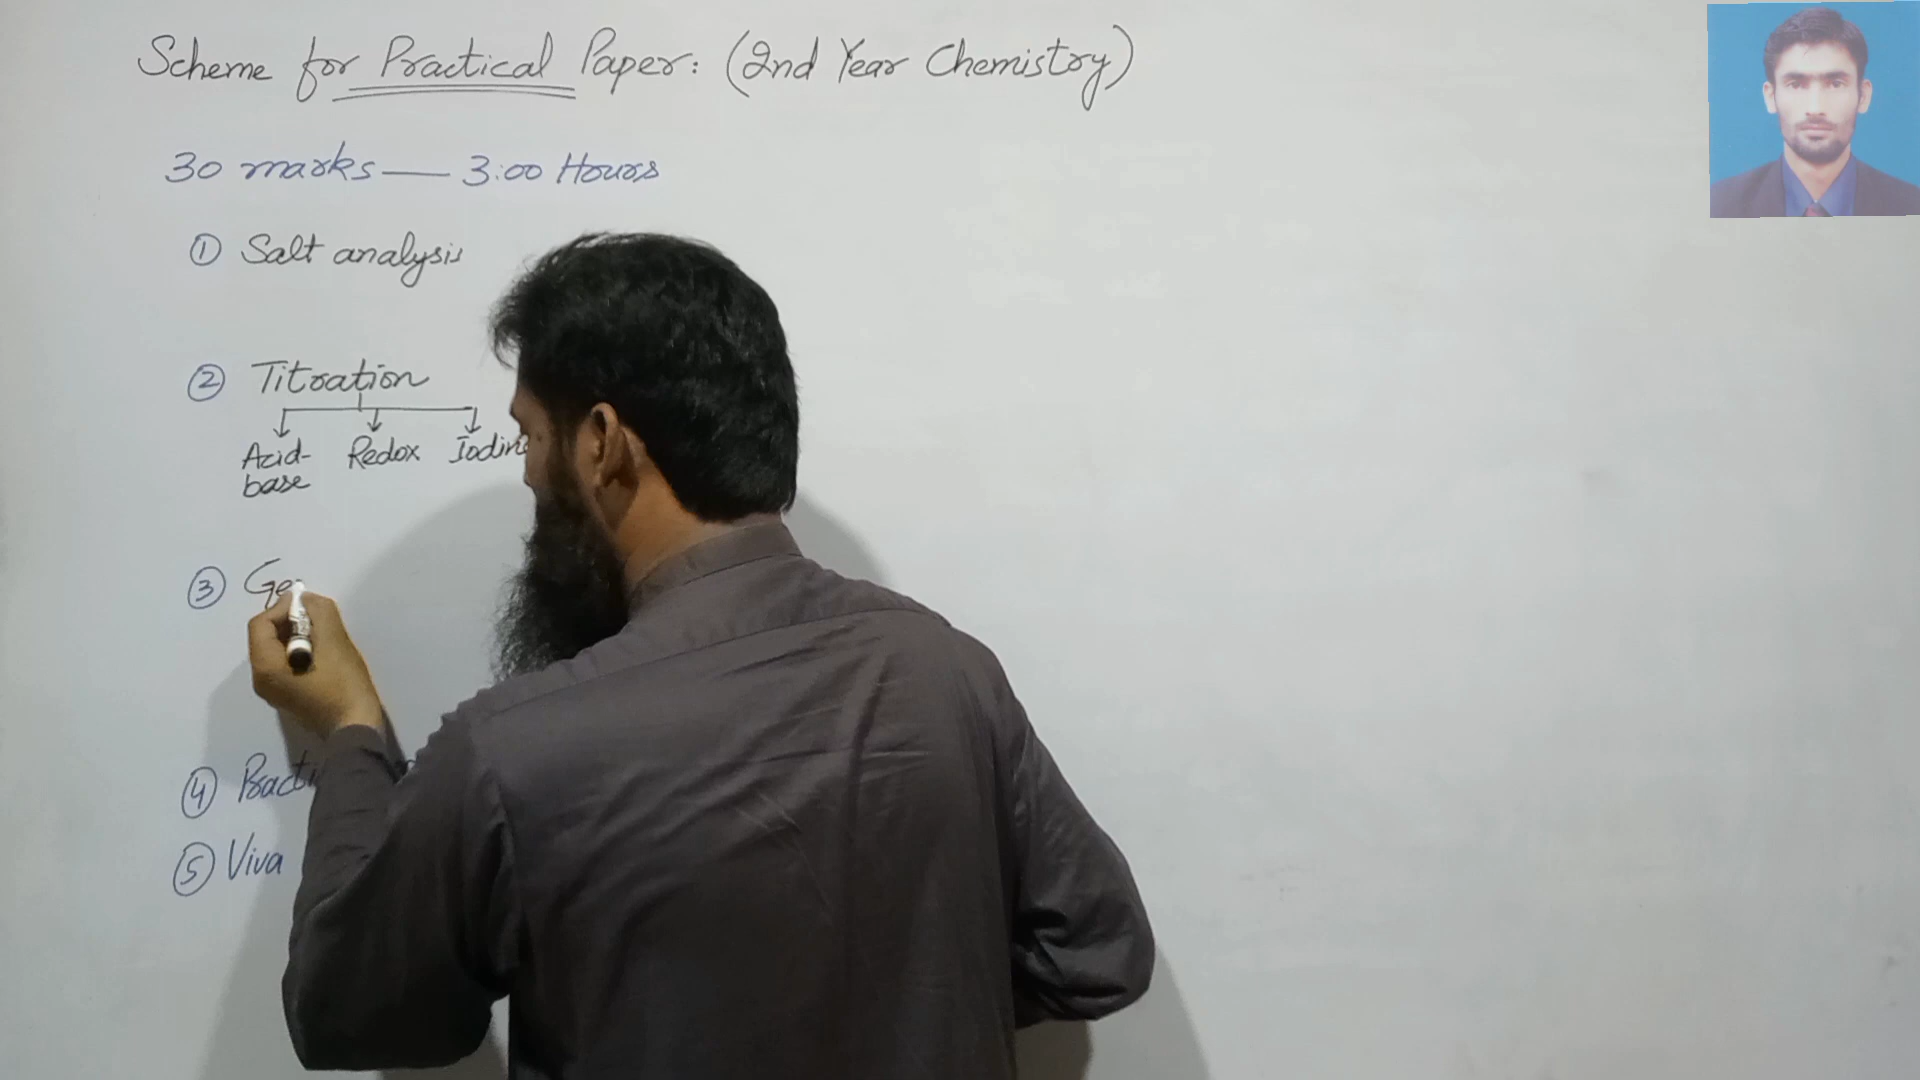 Scheme for Practical Paper: (2nd Year Chemistry)
30 marks — 3:00 Hours
① Salt analysis
② Titration
Acid-base Redox
③
④
⑤ Viva